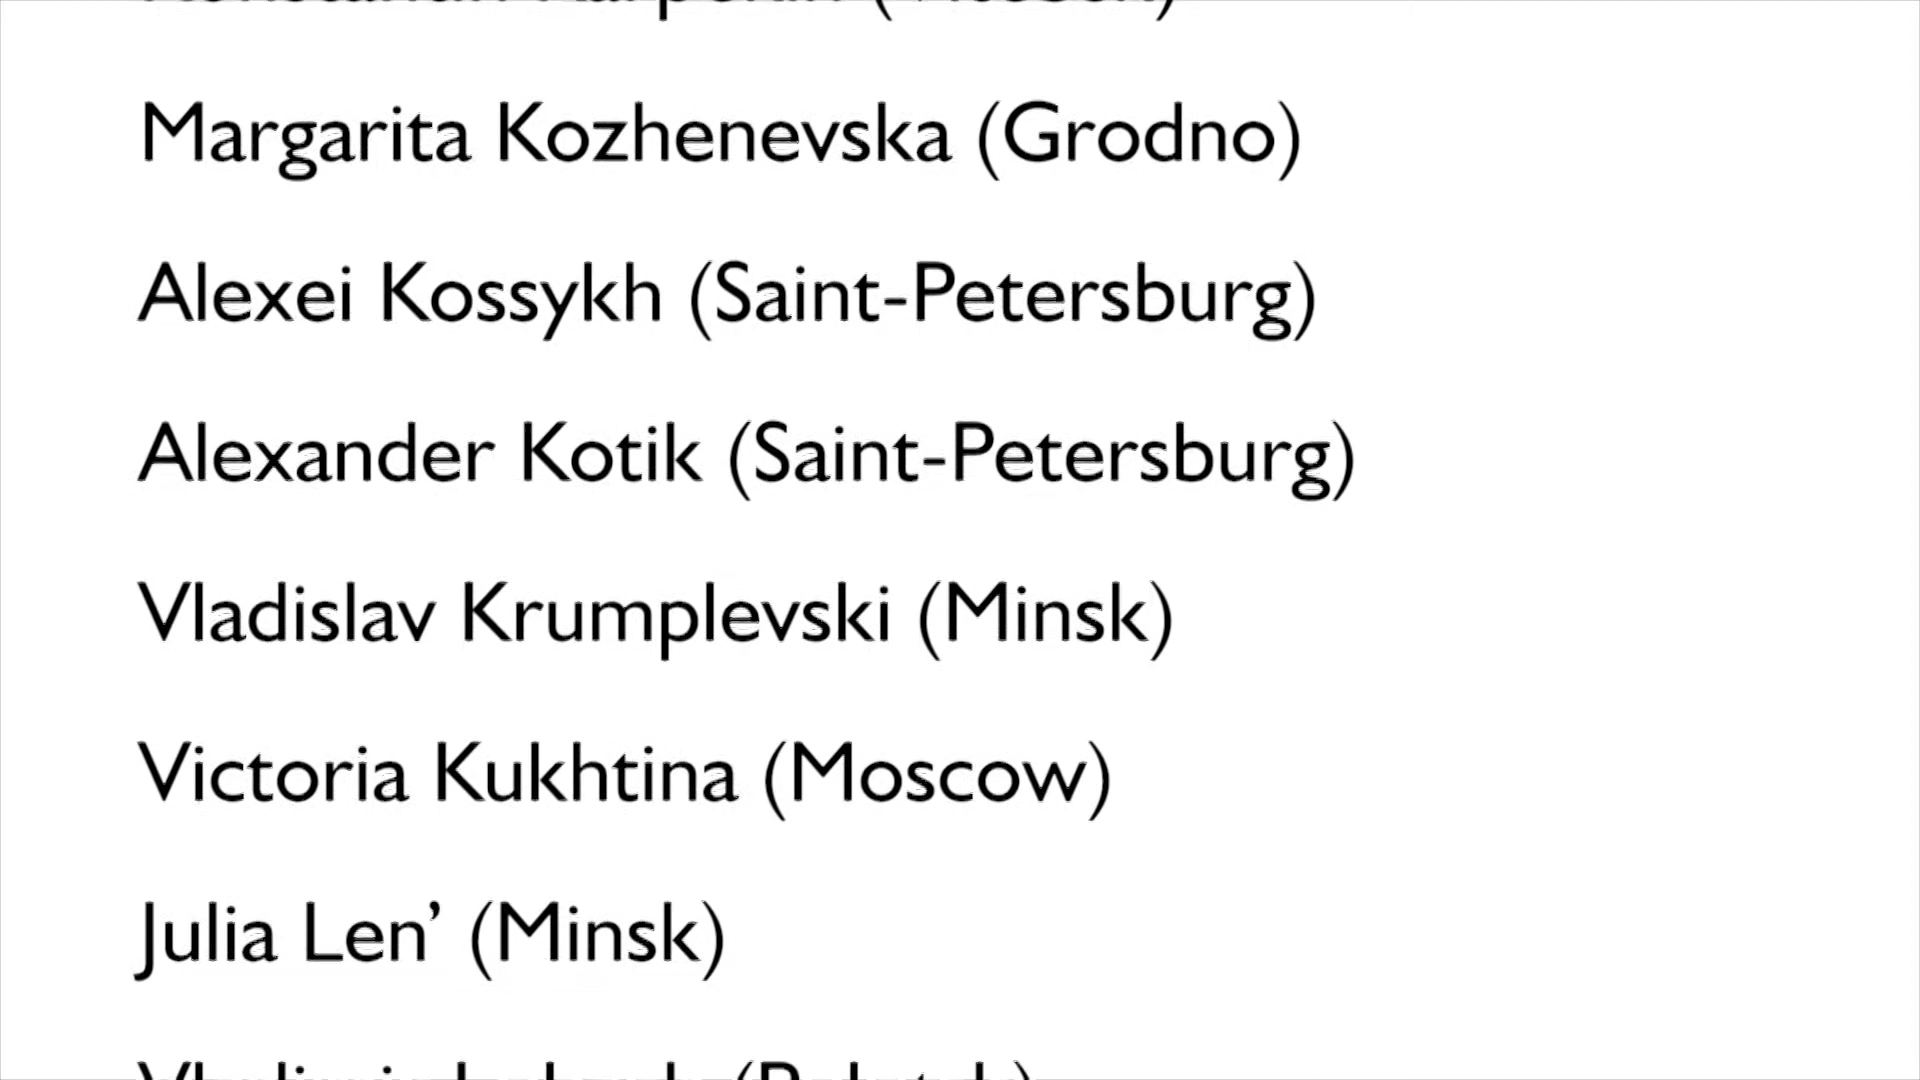 Margarita Kozhenevska (Grodno)
Alexei Kossykh (Saint-Petersburg)
Alexander Kotik (Saint-Petersburg)
Vladislav Krumplevski (Minsk)
Victoria Kukhtina (Moscow)
Julia Len’ (Minsk)